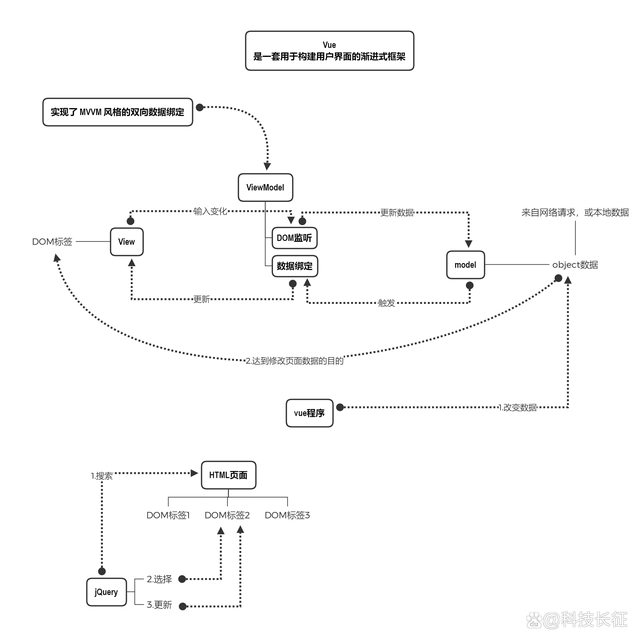 Vue
是一套用于构建用户界面的渐进式框架
实现了 MVVM 风格的双向数据绑定
ViewModel
输入变化
更新数据
来自网络请求，或本地数据
DOM标签
View
DOM监听
数据绑定
model
object数据
更新
触发
2.达到修改页面数据的目的
vue程序
1.改变数据
1.搜索
HTML页面
DOM标签1
DOM标签2
DOM标签3
jQuery
2.选择
3.更新
@科技长征